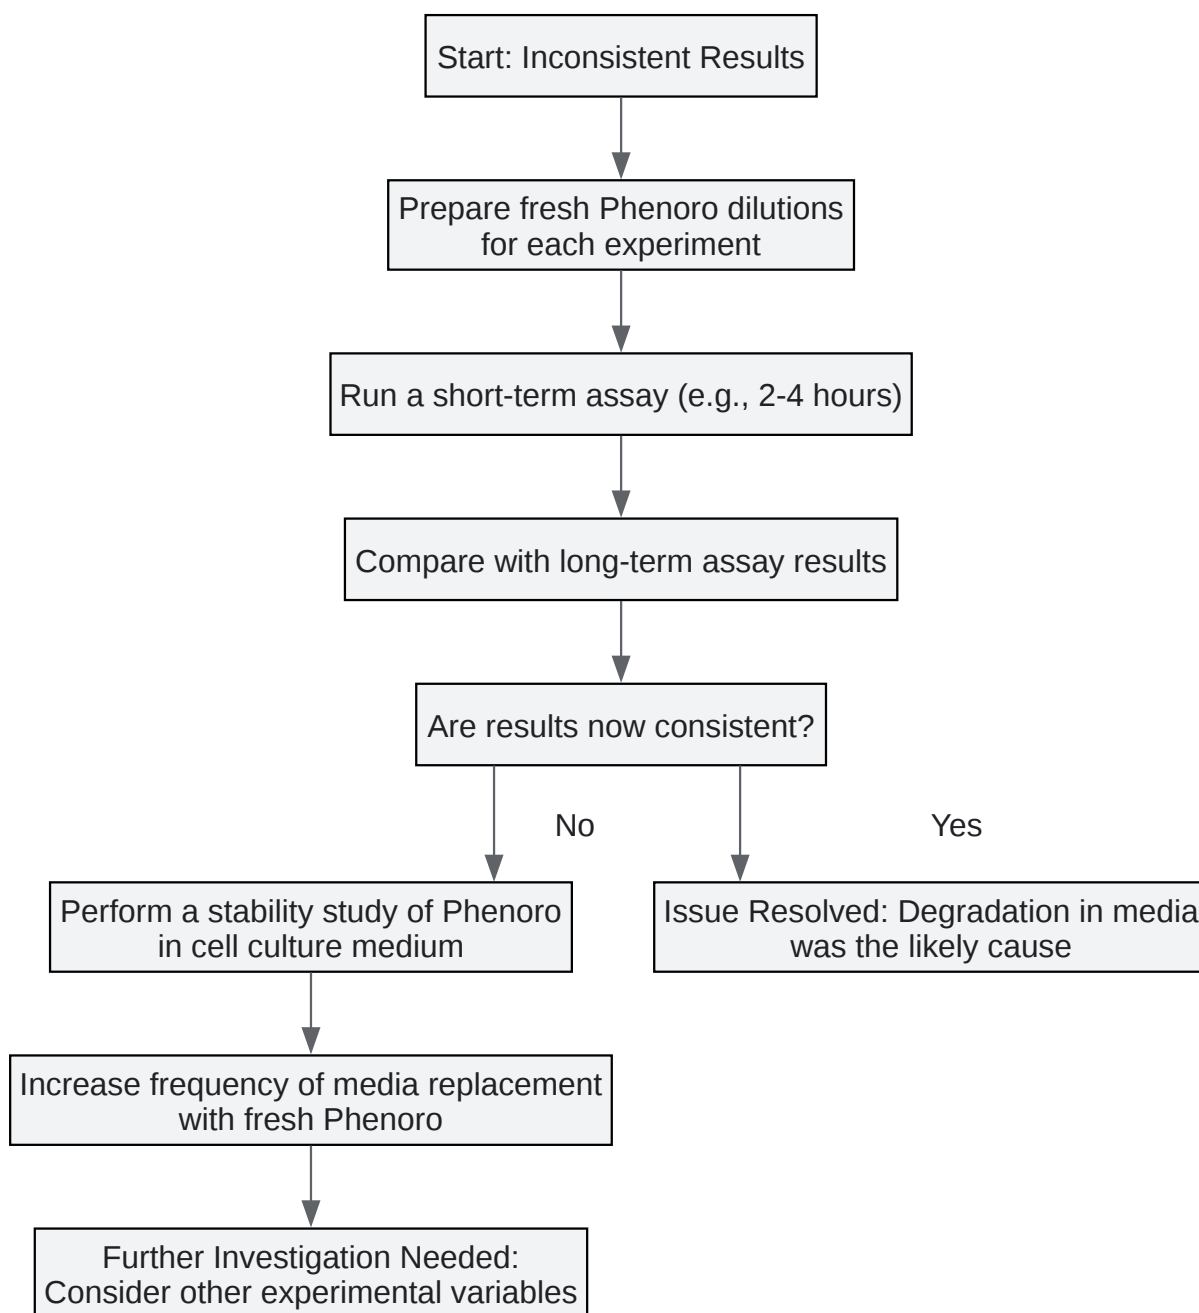 Start: Inconsistent Results
Prepare fresh Phenoro dilutions
for each experiment
Run a short-term assay (e.g., 2-4 hours)
Compare with long-term assay results
Are results now consistent?
No
Yes
Perform a stability study of Phenoro
in cell culture medium
Issue Resolved: Degradation in media
was the likely cause
Increase frequency of media replacement
with fresh Phenoro
Further Investigation Needed:
Consider other experimental variables